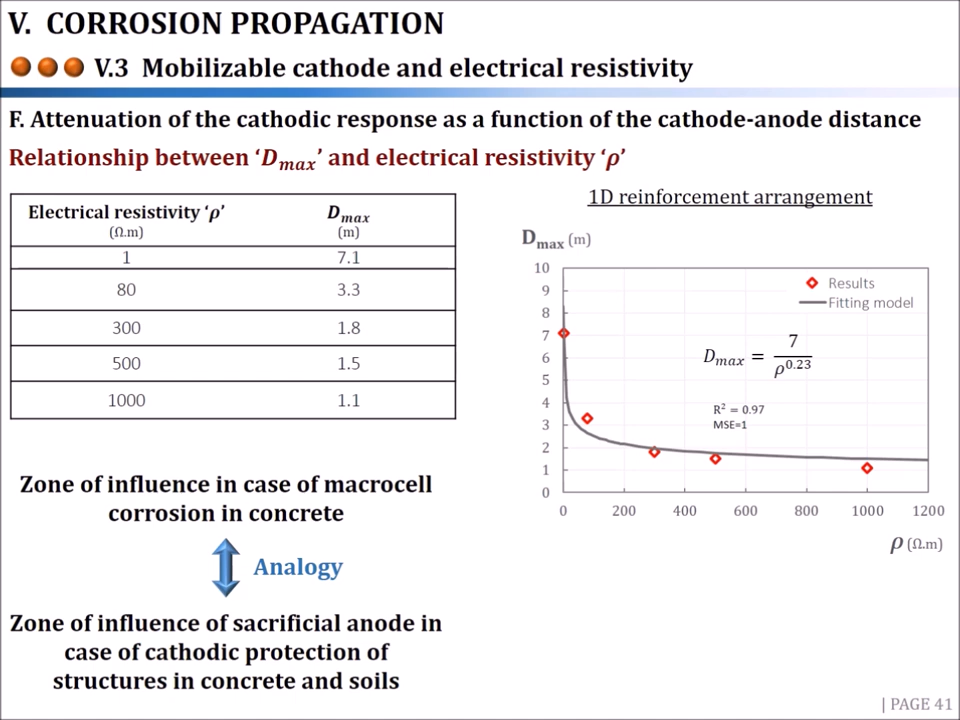 V. CORROSION PROPAGATION
V.3 Mobilizable cathode and electrical resistivity
F. Attenuation of the cathodic response as a function of the cathode-anode distance
Relationship between ‘Dmax’ and electrical resistivity ‘ρ’
Electrical resistivity ‘ρ’ Dmax
(Ω.m) (m)
1 7.1
80 3.3
300 1.8
500 1.5
1000 1.1
Zone of influence in case of macrocell
corrosion in concrete
Analogy
Zone of influence of sacrificial anode in
case of cathodic protection of
structures in concrete and soils
1D reinforcement arrangement
Dmax (m)
10
9
8
7
6
5
4
3
2
1
0
Results
Fitting model
Dmax = 7 / ρ^0.23
R² = 0.97
MSE=1
0 200 400 600 800 1000 1200
ρ (Ω.m)
| PAGE 41